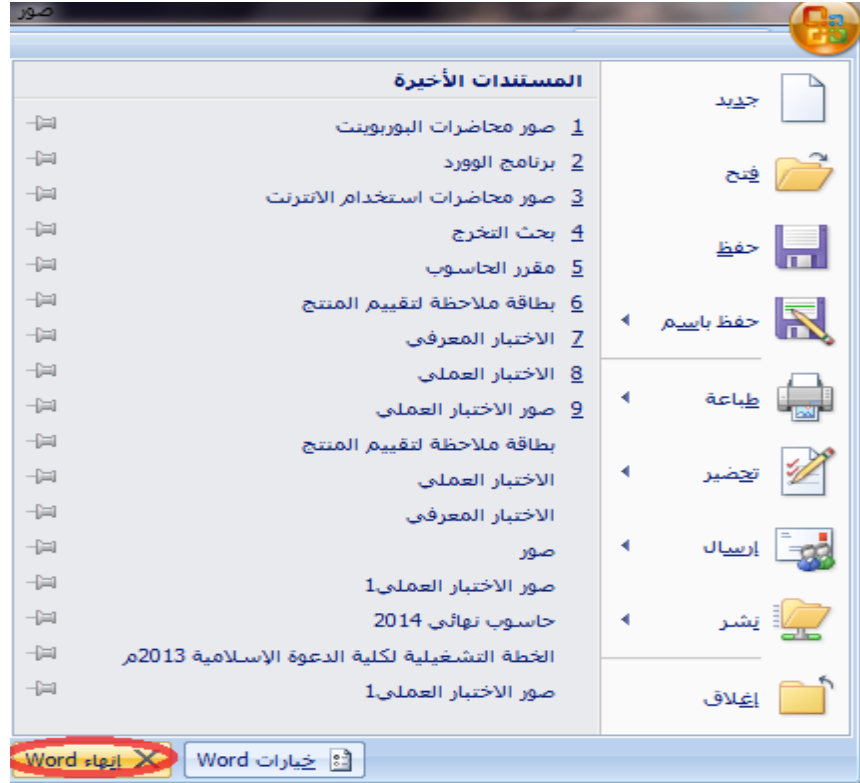 صور
جديد
فتح
حفظ
حفظ باسم
طباعة
تحضير
إرسال
نشر
إغلاق
المستندات الأخيرة
1 صور محاضرات البوربوينت
2 برنامج الوورد
3 صور محاضرات استخدام الانترنت
4 بحث التخرج
5 مقرر الحاسوب
6 بطاقة ملاحظة لتقييم المنتج
7 الاختبار المعرفي
8 الاختبار العملي
9 صور الاختبار العملي
بطاقة ملاحظة لتقييم المنتج
الاختبار العملي
الاختبار المعرفي
صور
صور الاختبار العملي1
حاسوب نهائي 2014
الخطة التشغيلية لكلية الدعوة الإسلامية 2013م
صور الاختبار العملي1
خيارات Word
إنهاء Word